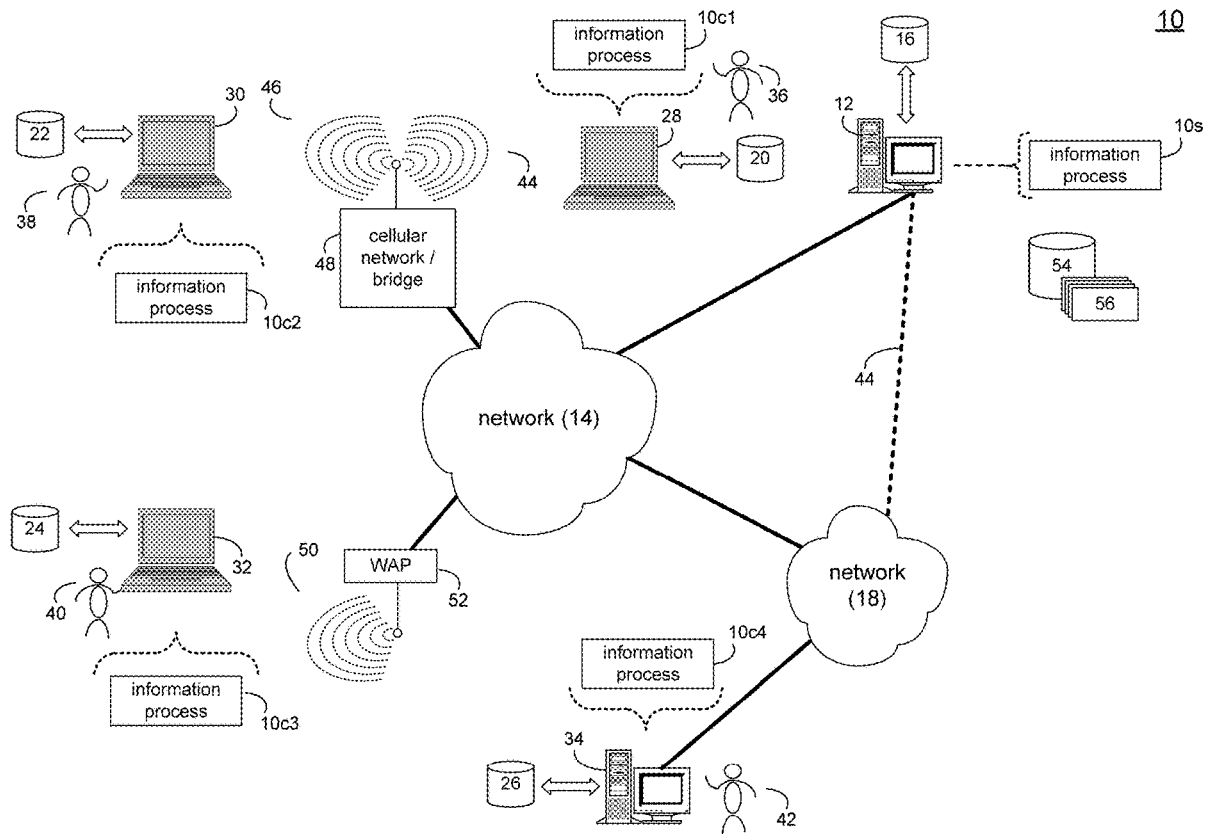 10
10c1
information
process
16
46
30
36
12
22
28
10s
information
process
44
20
38
cellular
network /
bridge
48
54
56
information
process
10c2
44
network (14)
24
32
50
WAP
52
network
(18)
40
10c4
information
process
information
process
10c3
34
26
42